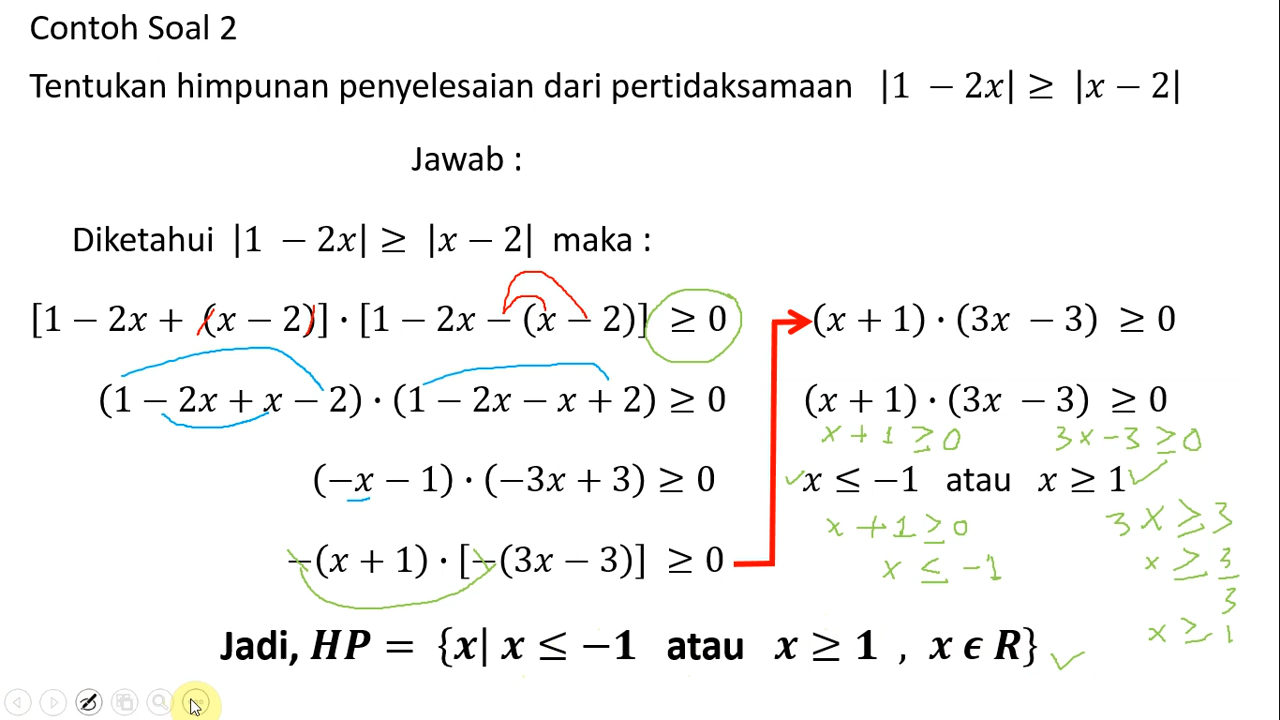 Contoh Soal 2
Tentukan himpunan penyelesaian dari pertidaksamaan |1 − 2x| ≥ |x − 2|
Jawab :
Diketahui |1 − 2x| ≥ |x − 2| maka :
[1 − 2x + (x − 2)] · [1 − 2x − (x − 2)] ≥ 0
(1 − 2x + x − 2) · (1 − 2x − x + 2) ≥ 0
(−x − 1) · (−3x + 3) ≥ 0
−(x + 1) · [−(3x − 3)] ≥ 0
(x + 1) · (3x − 3) ≥ 0
(x + 1) · (3x − 3) ≥ 0
x + 1 ≥ 0 3x − 3 ≥ 0
x ≤ −1 atau x ≥ 1
x + 1 ≥ 0 3x ≥ 3
x ≤ −1 x ≥ 3/3
x ≥ 1
Jadi, HP = {x| x ≤ −1 atau x ≥ 1 , x ϵ R}